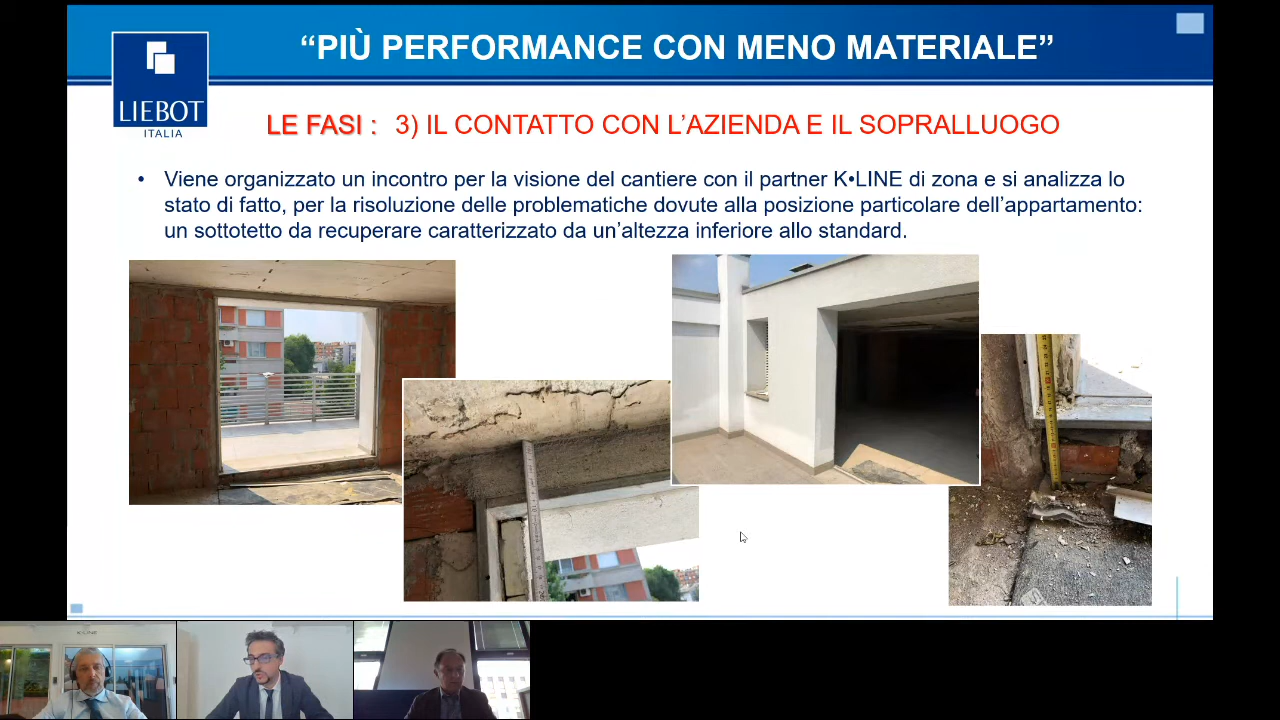 “PIÙ PERFORMANCE CON MENO MATERIALE”
LIEBOT
ITALIA
LE FASI : 3) IL CONTATTO CON L’AZIENDA E IL SOPRALLUOGO
• Viene organizzato un incontro per la visione del cantiere con il partner K•LINE di zona e si analizza lo
stato di fatto, per la risoluzione delle problematiche dovute alla posizione particolare dell’appartamento:
un sottotetto da recuperare caratterizzato da un’altezza inferiore allo standard.
K•LINE